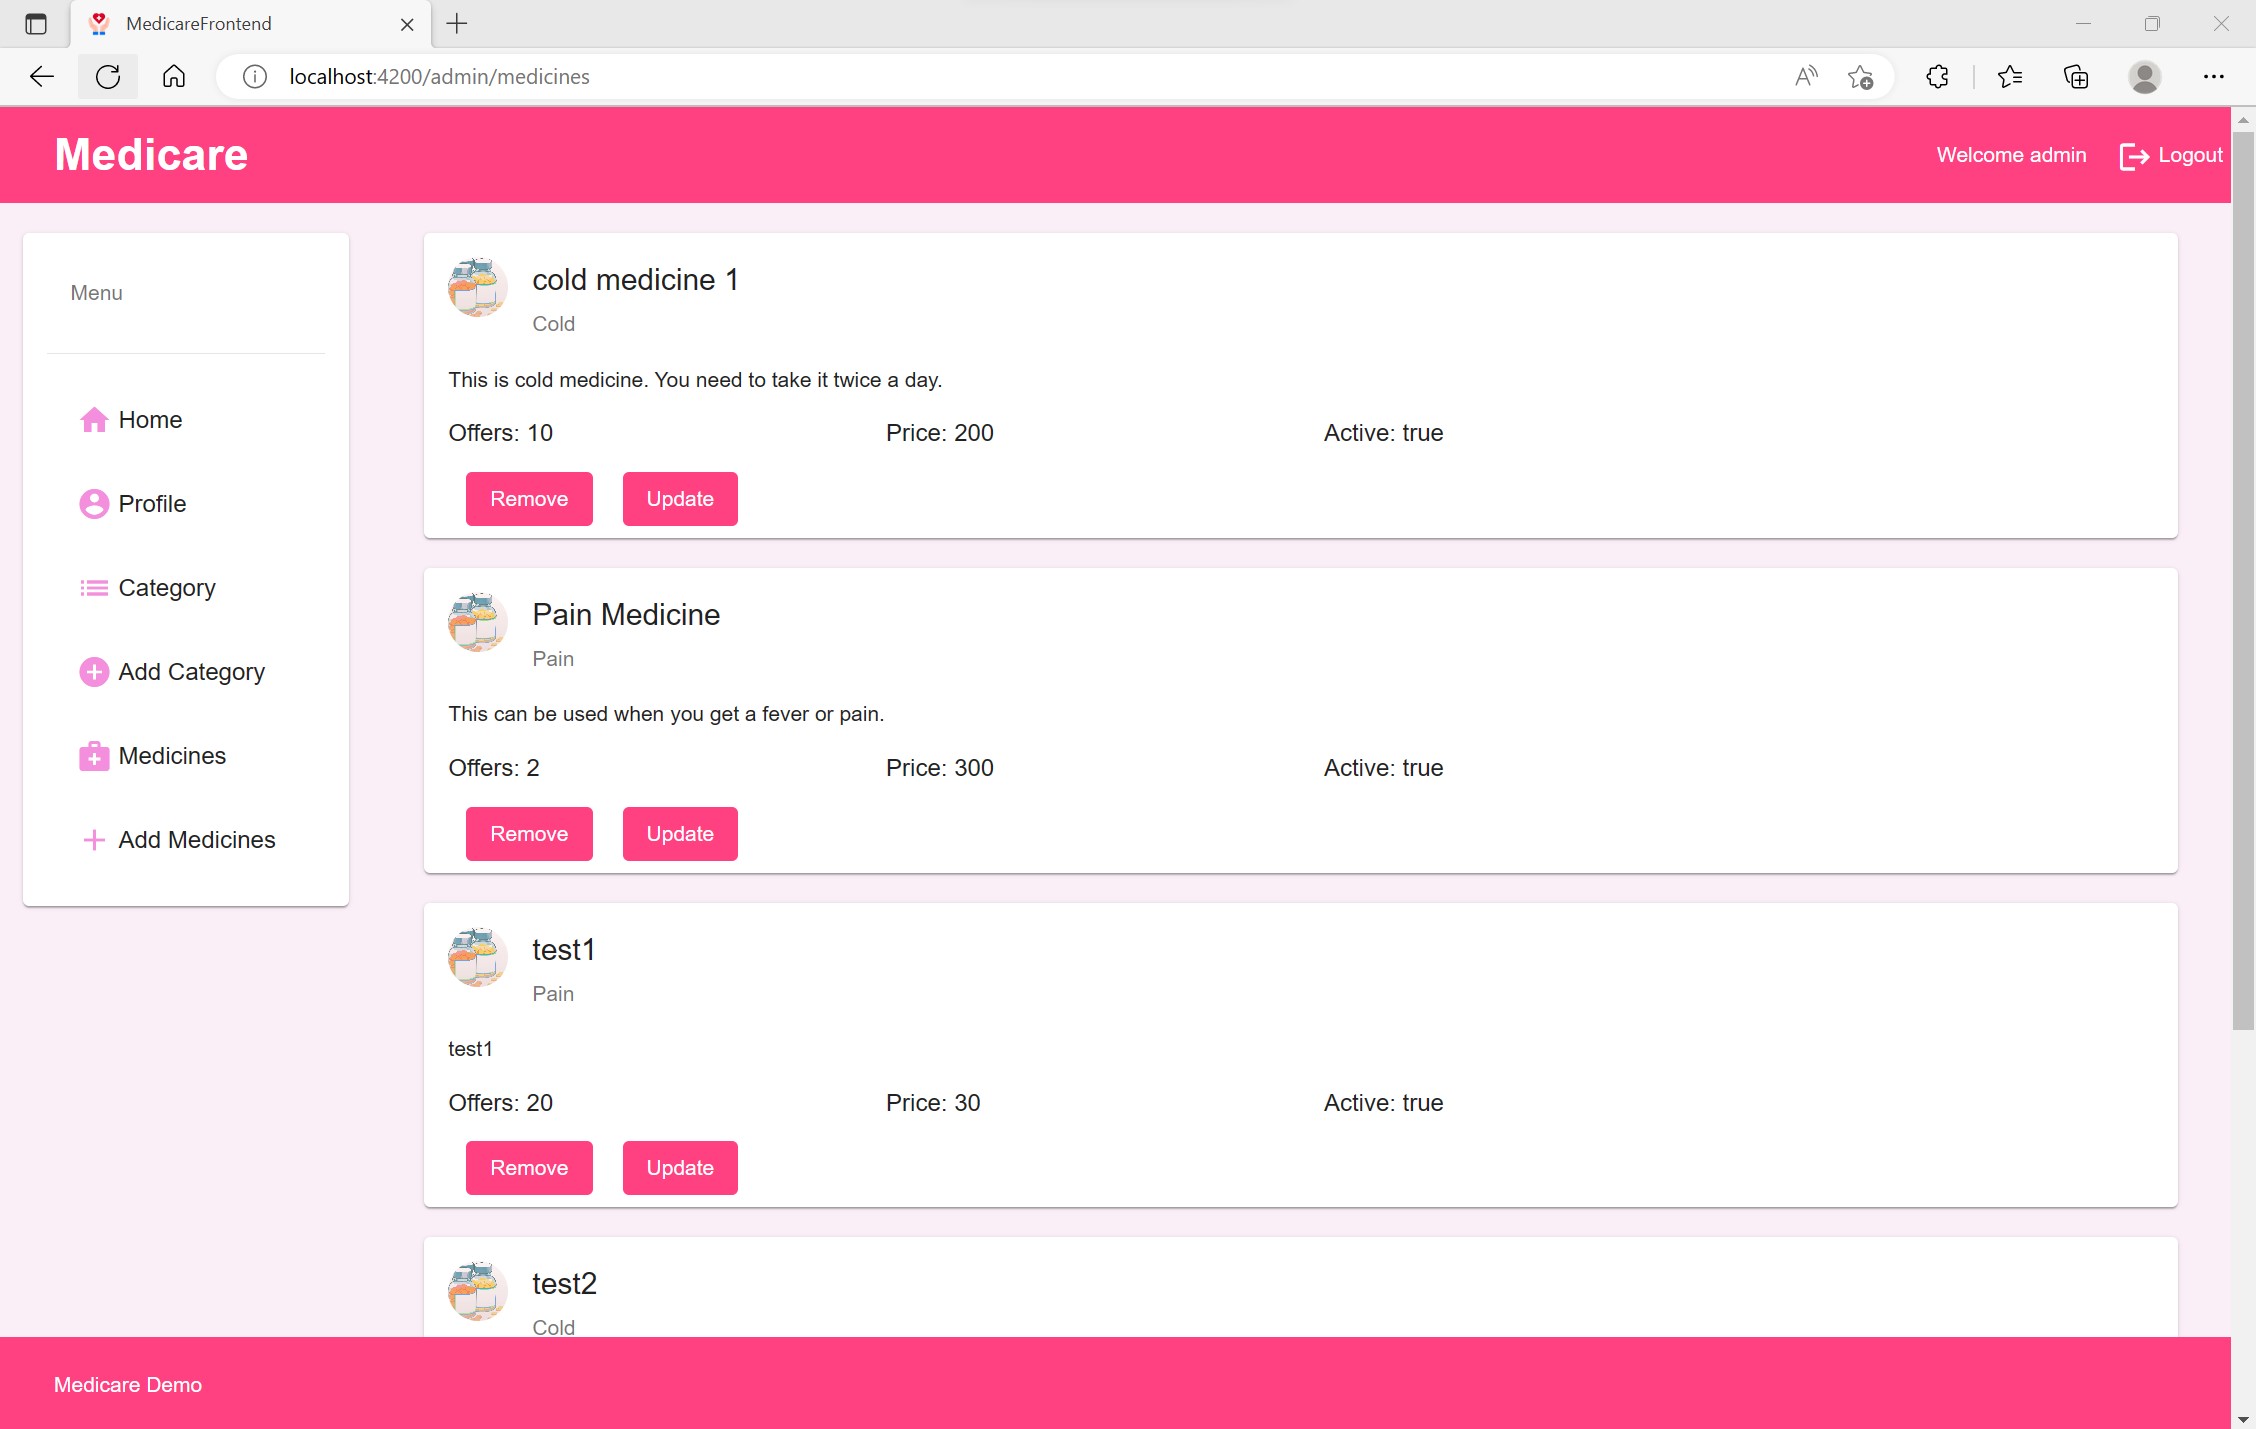 MedicareFrontend
localhost:4200/admin/medicines
Medicare
Welcome admin
Logout
Menu
Home
Profile
Category
Add Category
Medicines
Add Medicines
cold medicine 1
Cold
This is cold medicine. You need to take it twice a day.
Offers: 10 Price: 200 Active: true
Remove Update
Pain Medicine
Pain
This can be used when you get a fever or pain.
Offers: 2 Price: 300 Active: true
Remove Update
test1
Pain
test1
Offers: 20 Price: 30 Active: true
Remove Update
test2
Cold
Medicare Demo